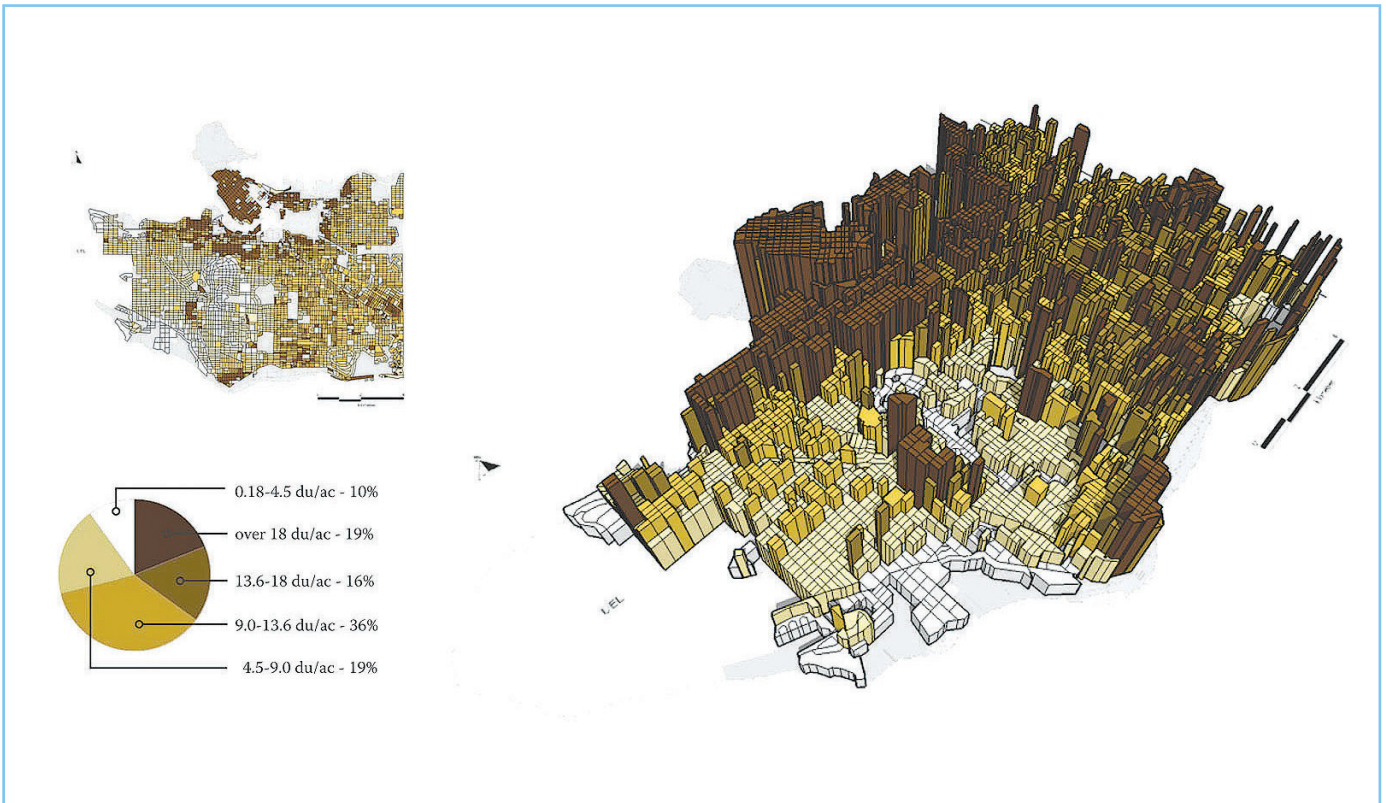 0.18-4.5 du/ac - 10%
over 18 du/ac - 19%
13.6-18 du/ac - 16%
9.0-13.6 du/ac - 36%
4.5-9.0 du/ac - 19%